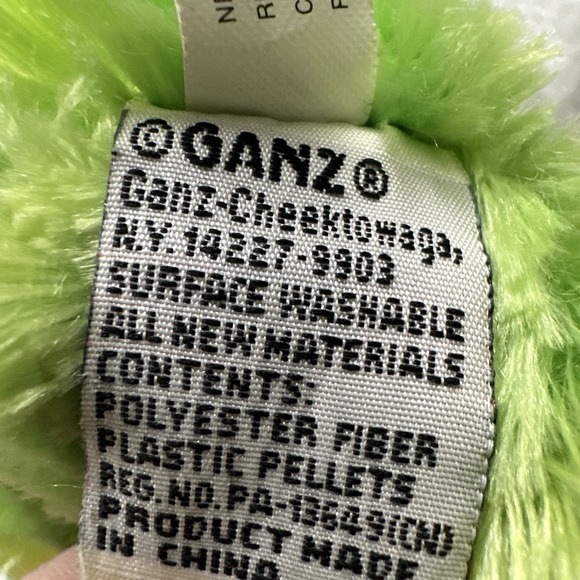 ©GANZ®
Ganz-Cheektowaga,
N.Y. 14227-9903
SURFACE WASHABLE
ALL NEW MATERIALS
CONTENTS:
POLYESTER FIBER
PLASTIC PELLETS
REG. NO. PA-13649(CN)
PRODUCT MADE
IN CHINA